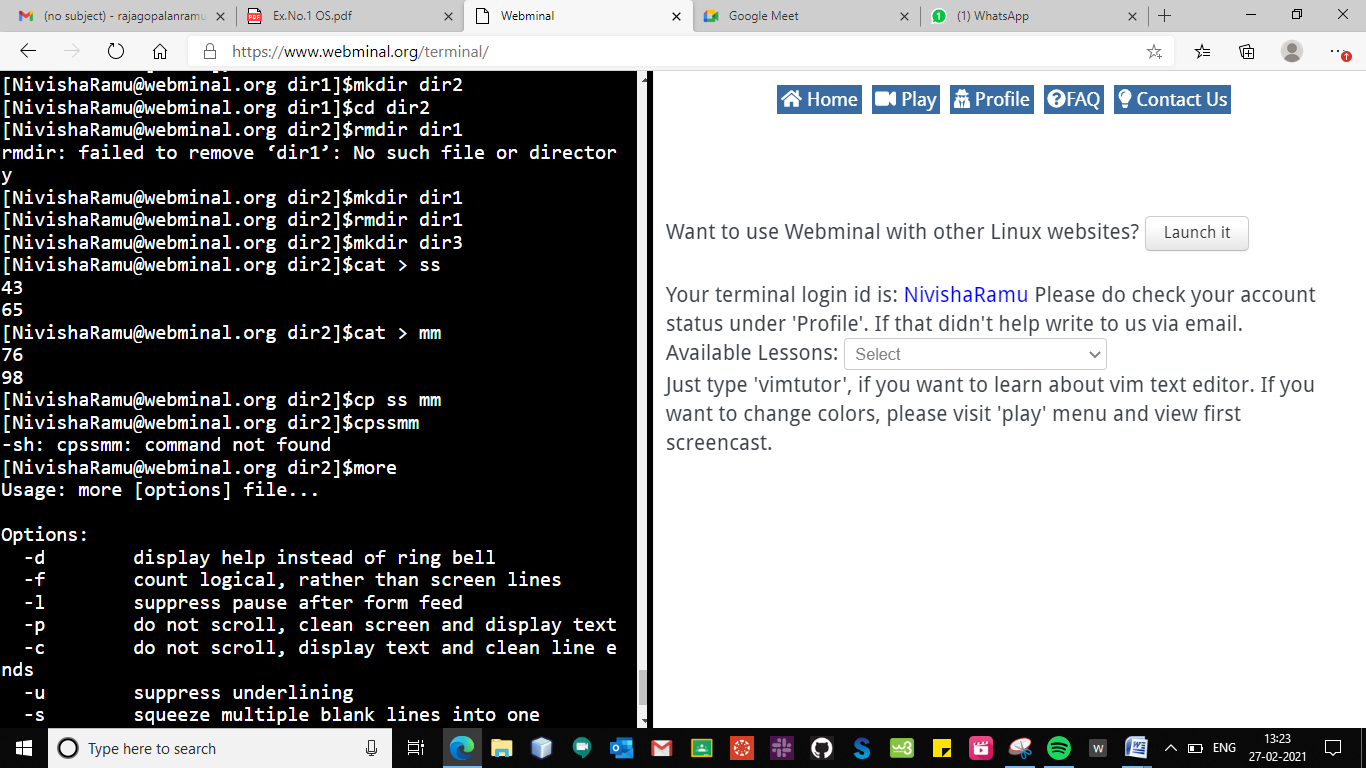 (no subject) - rajagopalanramu
Ex.No.1 OS.pdf
Webminal
Google Meet
(1) WhatsApp
https://www.webminal.org/terminal/
[NivishaRamu@webminal.org dir1]$mkdir dir2
[NivishaRamu@webminal.org dir1]$cd dir2
[NivishaRamu@webminal.org dir2]$rmdir dir1
rmdir: failed to remove ‘dir1’: No such file or director
y
[NivishaRamu@webminal.org dir2]$mkdir dir1
[NivishaRamu@webminal.org dir2]$rmdir dir1
[NivishaRamu@webminal.org dir2]$mkdir dir3
[NivishaRamu@webminal.org dir2]$cat > ss
43
65
[NivishaRamu@webminal.org dir2]$cat > mm
76
98
[NivishaRamu@webminal.org dir2]$cp ss mm
[NivishaRamu@webminal.org dir2]$cpssmm
-sh: cpssmm: command not found
[NivishaRamu@webminal.org dir2]$more
Usage: more [options] file...
Options:
-d display help instead of ring bell
-f count logical, rather than screen lines
-l suppress pause after form feed
-p do not scroll, clean screen and display text
-c do not scroll, display text and clean line e
nds
-u suppress underlining
-s squeeze multiple blank lines into one
Home Play Profile FAQ Contact Us
Want to use Webminal with other Linux websites? Launch it
Your terminal login id is: NivishaRamu Please do check your account
status under 'Profile'. If that didn't help write to us via email.
Available Lessons: Select
Just type 'vimtutor', if you want to learn about vim text editor. If you
want to change colors, please visit 'play' menu and view first
screencast.
Type here to search
ENG
13:23
27-02-2021